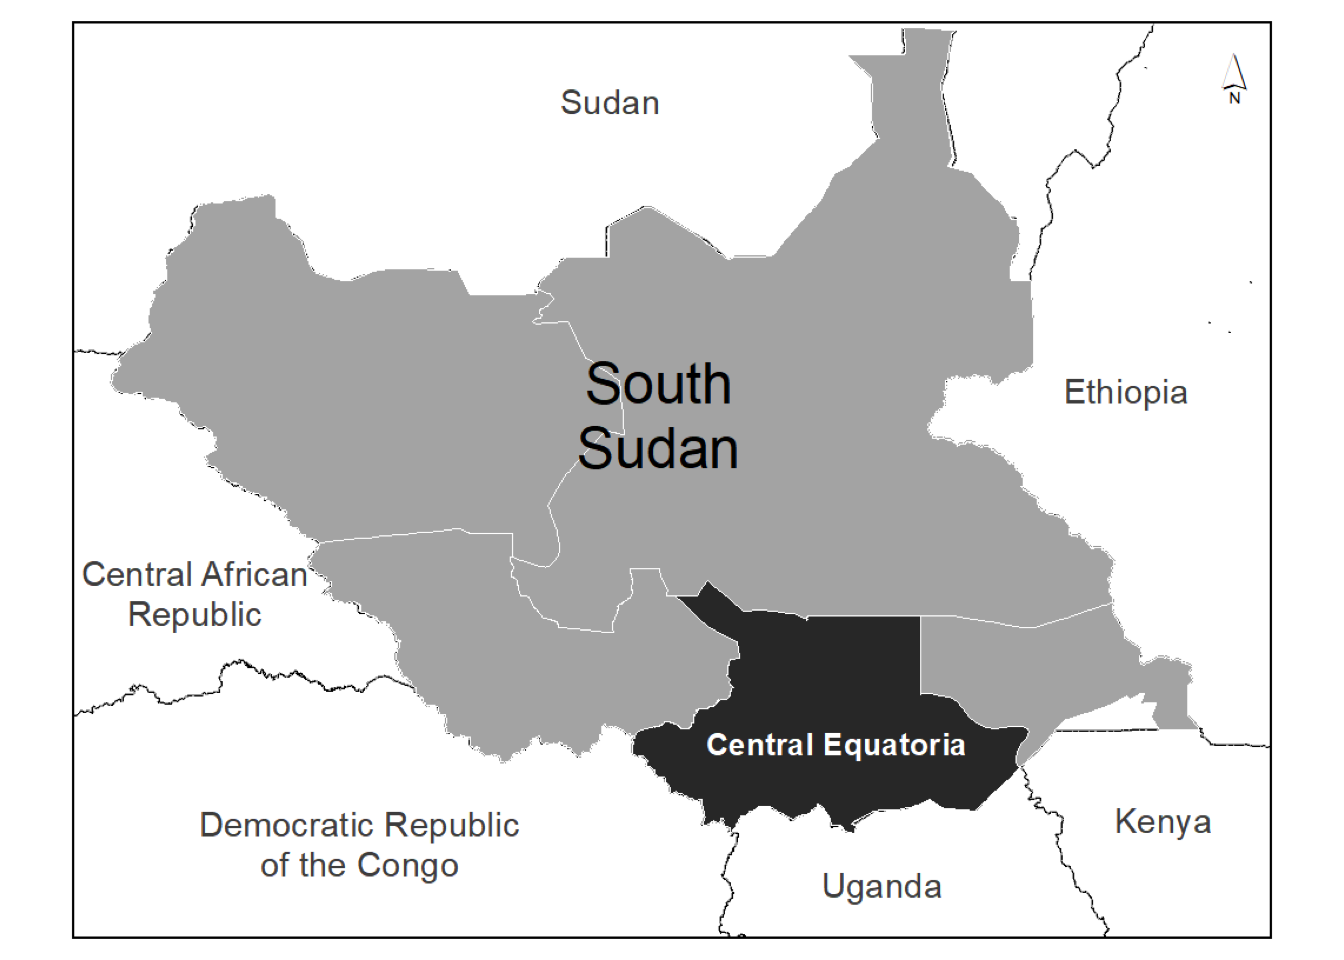 Sudan
N
South
Sudan
Ethiopia
Central African
Republic
Central Equatoria
Democratic Republic
of the Congo
Kenya
Uganda